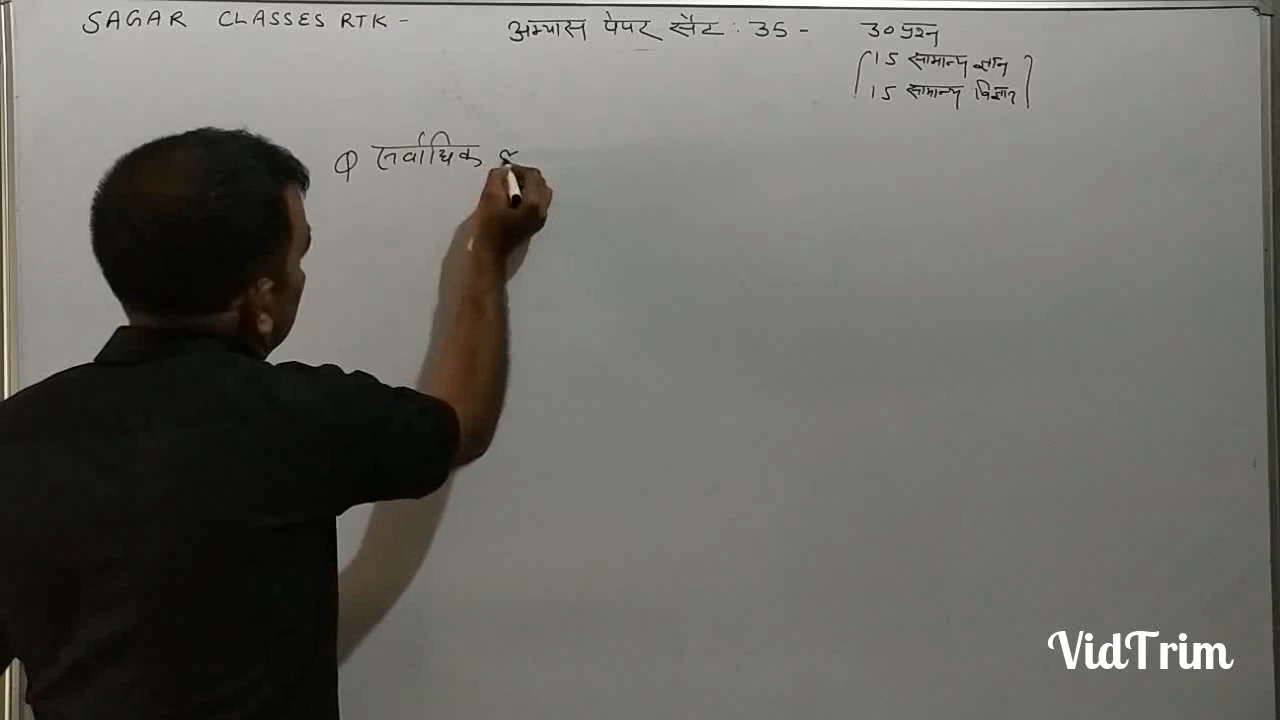 SAGAR CLASSES RTK -
अभ्यास पेपर सैट : 35 -
30 प्रश्न
15 सामान्य ज्ञान
15 सामान्य विज्ञान
Q सर्वाधिक
VidTrim